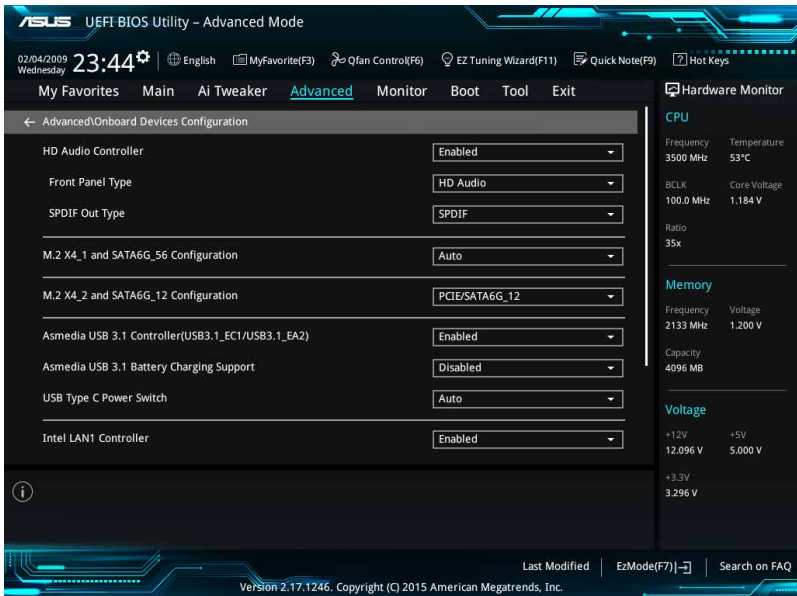 ASUS UEFI BIOS Utility – Advanced Mode
02/04/2009 Wednesday 23:44 English MyFavorite(F3) Qfan Control(F6) EZ Tuning Wizard(F11) Quick Note(F9) ? Hot Keys
My Favorites Main Ai Tweaker Advanced Monitor Boot Tool Exit
Hardware Monitor
← Advanced\Onboard Devices Configuration
HD Audio Controller Enabled
Front Panel Type HD Audio
SPDIF Out Type SPDIF
M.2 X4_1 and SATA6G_56 Configuration Auto
M.2 X4_2 and SATA6G_12 Configuration PCIE/SATA6G_12
Asmedia USB 3.1 Controller(USB3.1_EC1/USB3.1_EA2) Enabled
Asmedia USB 3.1 Battery Charging Support Disabled
USB Type C Power Switch Auto
Intel LAN1 Controller Enabled
CPU
Frequency Temperature
3500 MHz 53°C
BCLK Core Voltage
100.0 MHz 1.184 V
Ratio
35x
Memory
Frequency Voltage
2133 MHz 1.200 V
Capacity
4096 MB
Voltage
+12V +5V
12.096 V 5.000 V
+3.3V
3.296 V
Last Modified EzMode(F7) Search on FAQ
Version 2.17.1246. Copyright (C) 2015 American Megatrends, Inc.